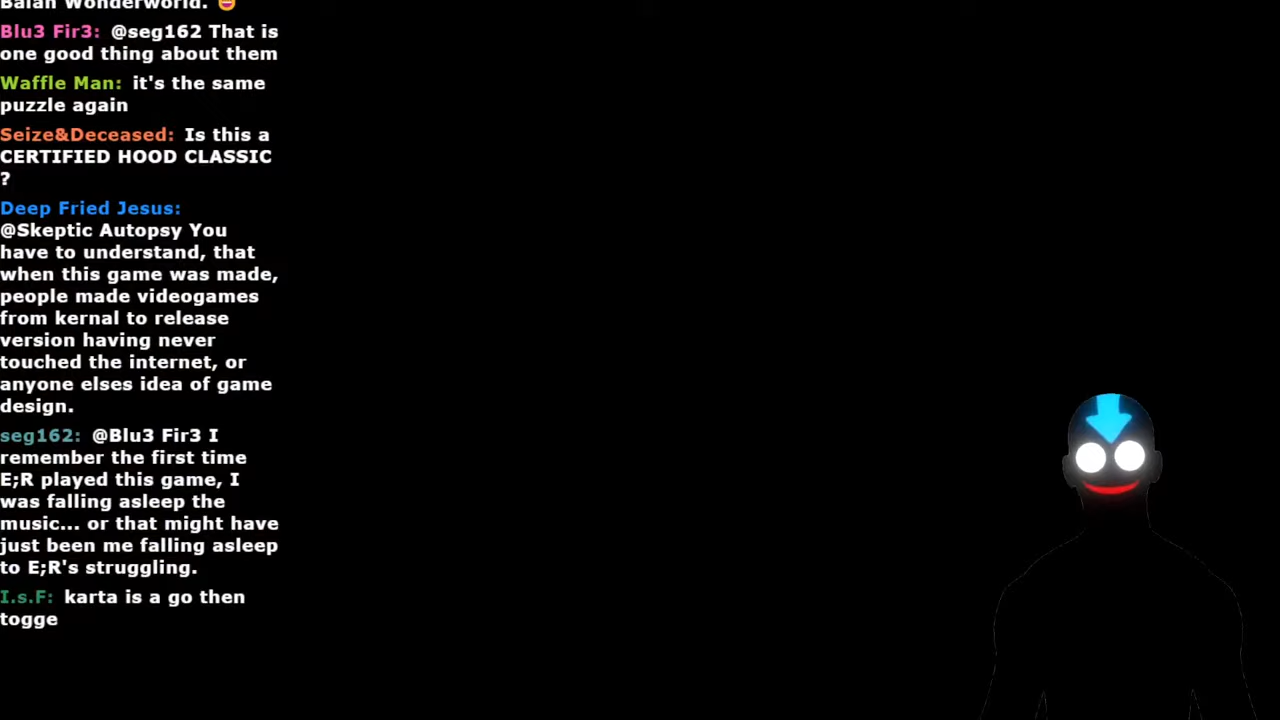 Balan Wonderworld. 😆
Blu3 Fir3: @seg162 That is
one good thing about them
Waffle Man: it's the same
puzzle again
Seize&Deceased: Is this a
CERTIFIED HOOD CLASSIC
?
Deep Fried Jesus:
@Skeptic Autopsy You
have to understand, that
when this game was made,
people made videogames
from kernal to release
version having never
touched the internet, or
anyone elses idea of game
design.
seg162: @Blu3 Fir3 I
remember the first time
E;R played this game, I
was falling asleep the
music... or that might have
just been me falling asleep
to E;R's struggling.
I.s.F: karta is a go then
togge